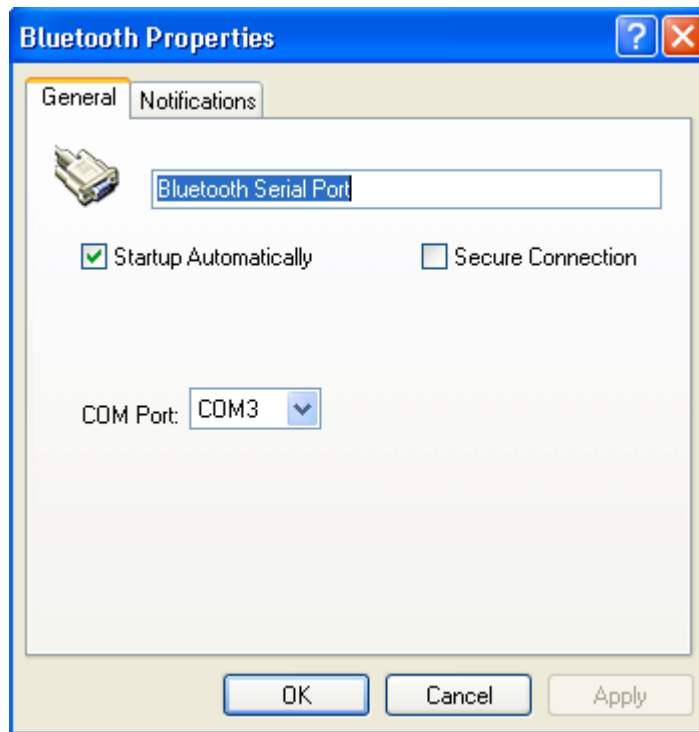 Bluetooth Properties
?
General Notifications
Bluetooth Serial Port
Startup Automatically Secure Connection
COM Port: COM3
OK Cancel Apply